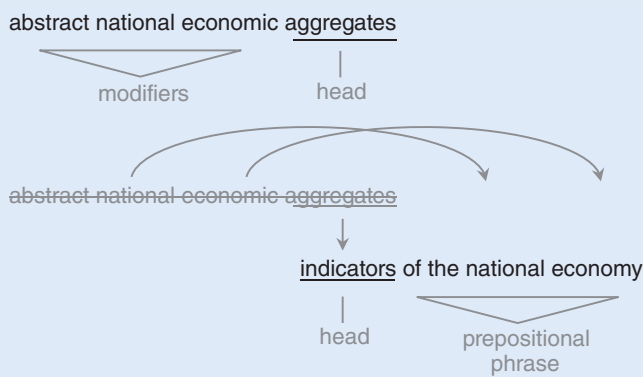 abstract national economic aggregates
modifiers head
abstract national economic aggregates
indicators of the national economy
head prepositional
phrase